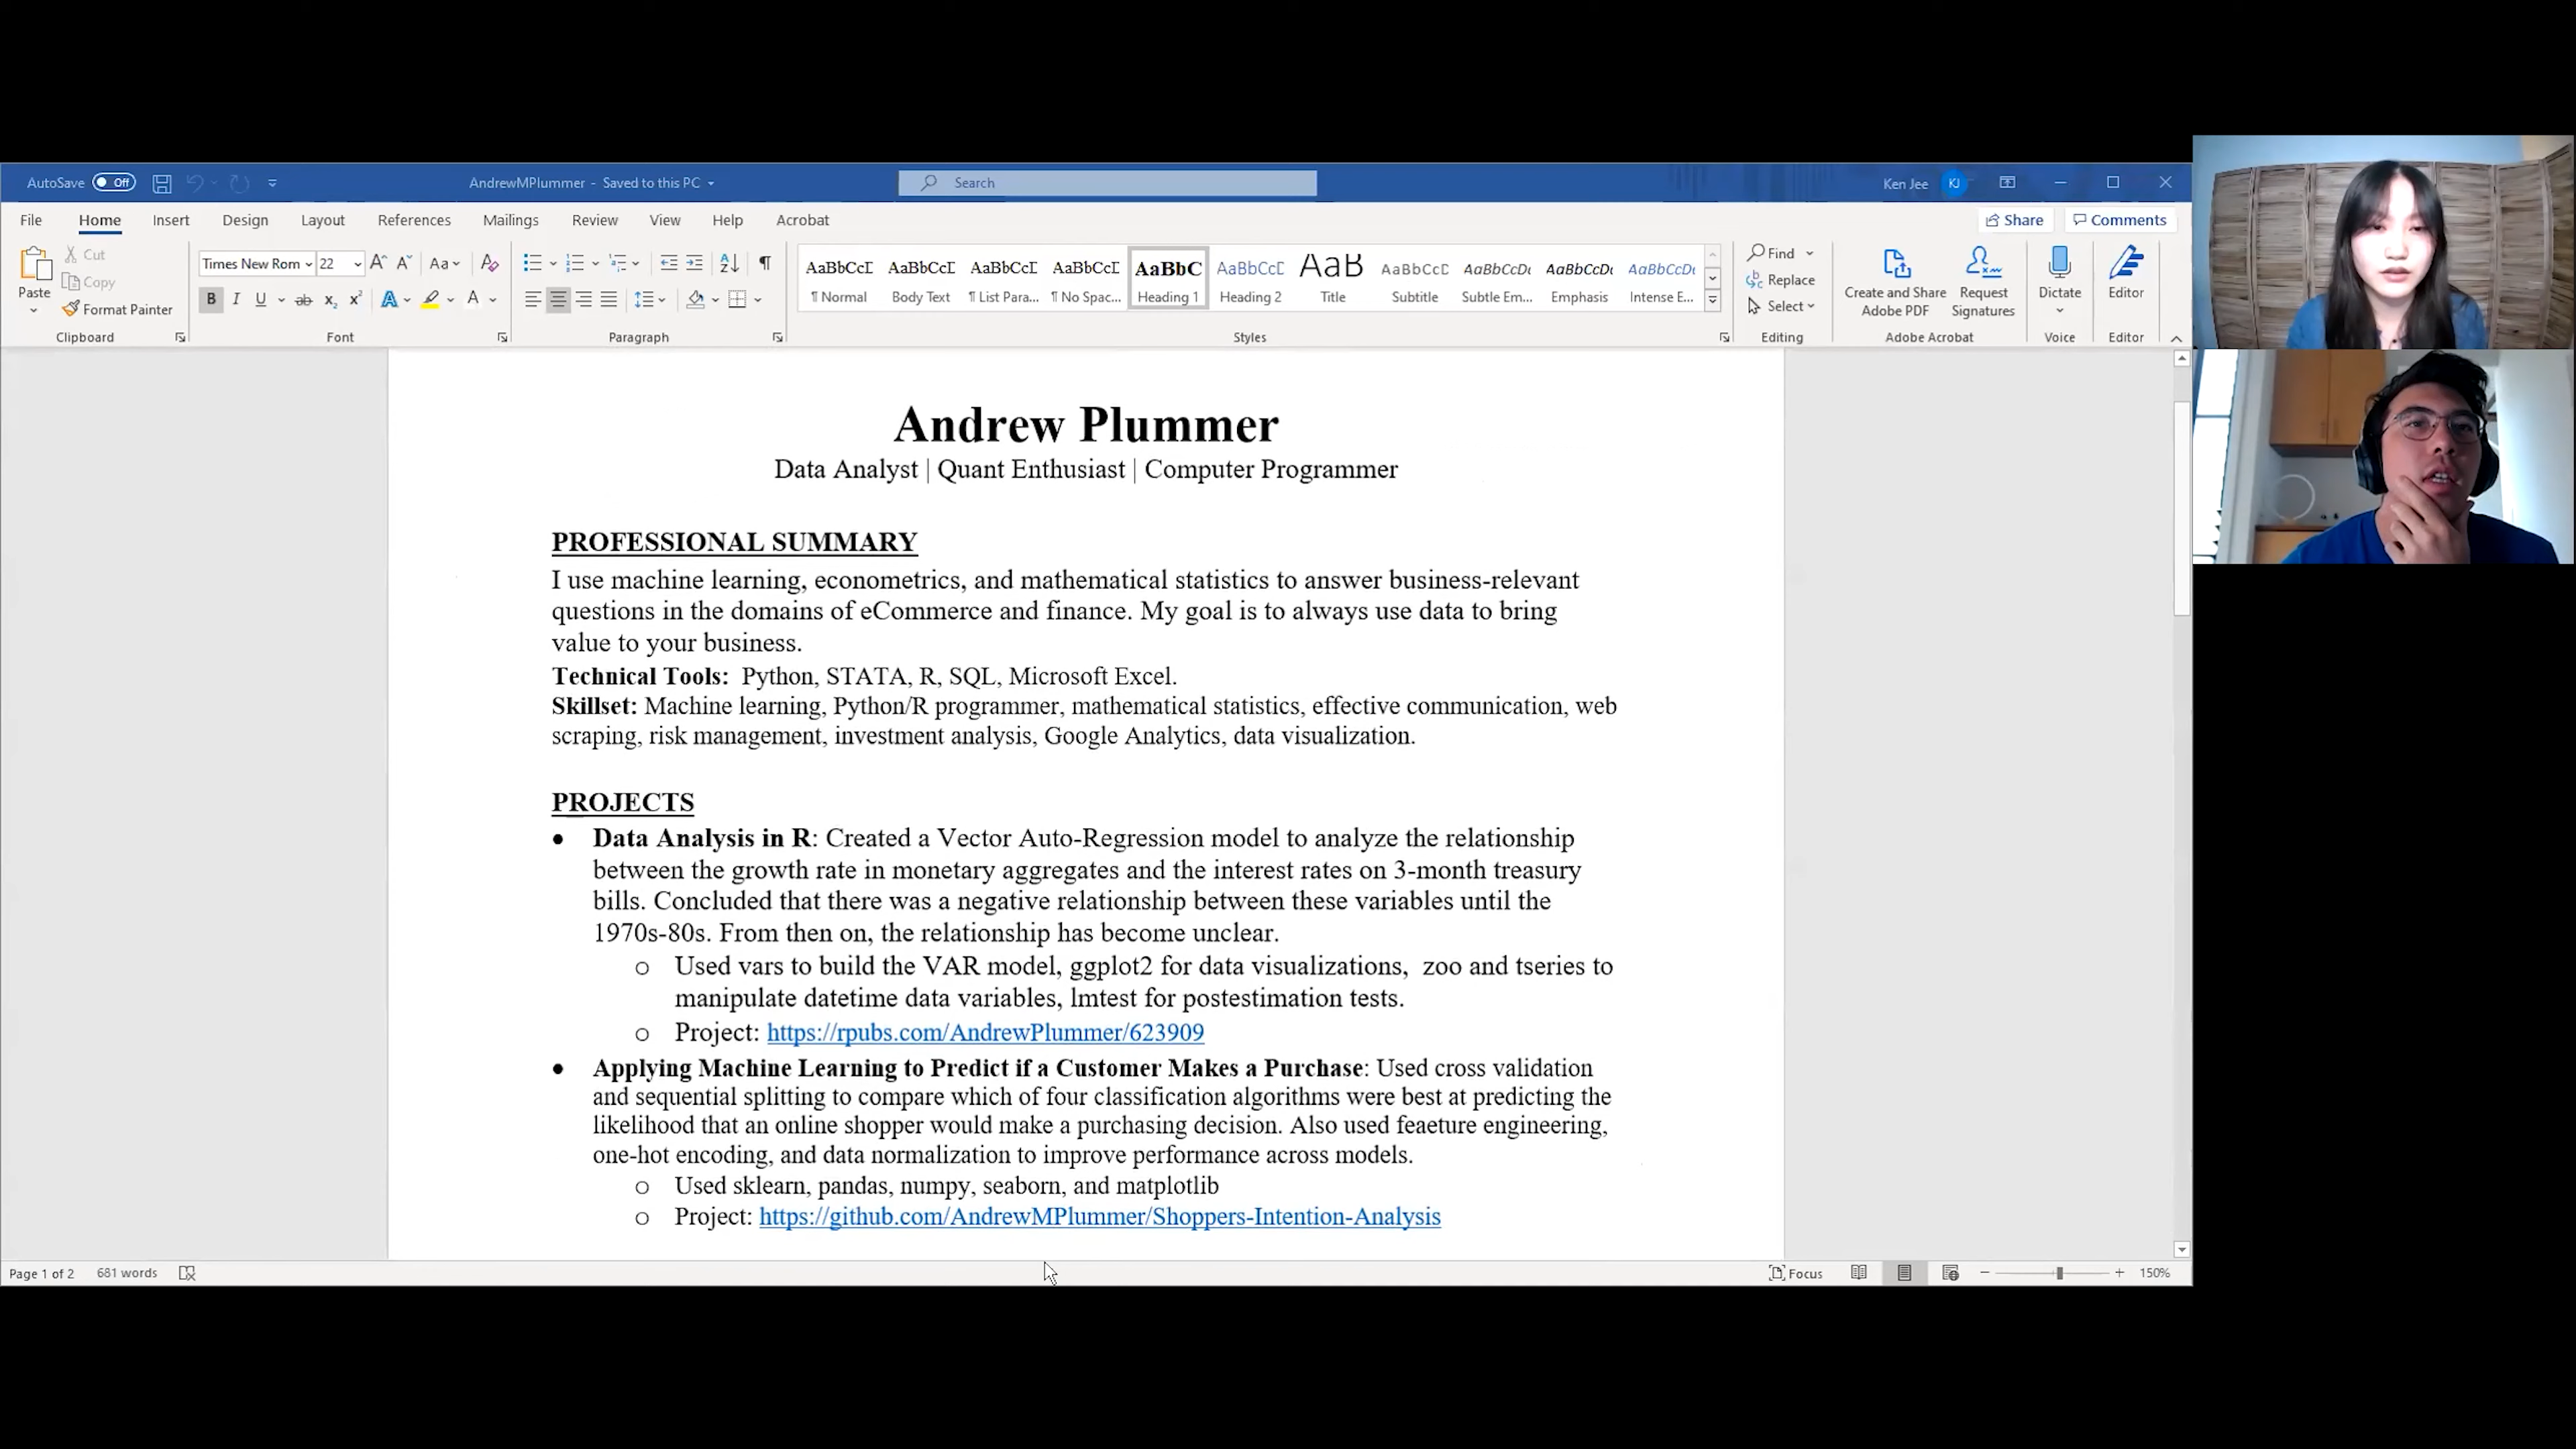 AutoSave Off
AndrewMPlummer - Saved to this PC
Search
Ken Jee KJ
File Home Insert Design Layout References Mailings Review View Help Acrobat
Share Comments
Paste
Cut
Copy
Format Painter
Clipboard
Times New Rom 22
Font
Paragraph
AaBbCcD AaBbCcD AaBbCcD AaBbCcD AaBbC AaBbCcD AaB AaBbCcD AaBbCcDı AaBbCcDı AaBbCcDı
¶ Normal Body Text ¶ List Para... ¶ No Spac... Heading 1 Heading 2 Title Subtitle Subtle Em... Emphasis Intense E...
Styles
Find
Replace
Select
Editing
Create and Share
Adobe PDF
Request
Signatures
Adobe Acrobat
Dictate
Voice
Editor
Editor
Andrew Plummer
Data Analyst | Quant Enthusiast | Computer Programmer
PROFESSIONAL SUMMARY
I use machine learning, econometrics, and mathematical statistics to answer business-relevant
questions in the domains of eCommerce and finance. My goal is to always use data to bring
value to your business.
Technical Tools: Python, STATA, R, SQL, Microsoft Excel.
Skillset: Machine learning, Python/R programmer, mathematical statistics, effective communication, web
scraping, risk management, investment analysis, Google Analytics, data visualization.
PROJECTS
• Data Analysis in R: Created a Vector Auto-Regression model to analyze the relationship
between the growth rate in monetary aggregates and the interest rates on 3-month treasury
bills. Concluded that there was a negative relationship between these variables until the
1970s-80s. From then on, the relationship has become unclear.
o Used vars to build the VAR model, ggplot2 for data visualizations, zoo and tseries to
manipulate datetime data variables, lmtest for postestimation tests.
o Project: https://rpubs.com/AndrewPlummer/623909
• Applying Machine Learning to Predict if a Customer Makes a Purchase: Used cross validation
and sequential splitting to compare which of four classification algorithms were best at predicting the
likelihood that an online shopper would make a purchasing decision. Also used feaeture engineering,
one-hot encoding, and data normalization to improve performance across models.
o Used sklearn, pandas, numpy, seaborn, and matplotlib
o Project: https://github.com/AndrewMPlummer/Shoppers-Intention-Analysis
Page 1 of 2 681 words
Focus
150%